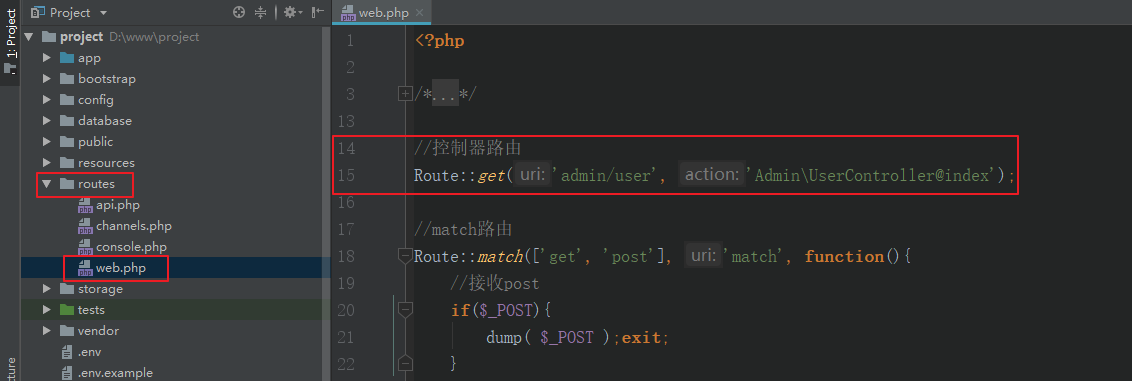 1: Project
Project
project D:\www\project
app
bootstrap
config
database
public
resources
routes
api.php
channels.php
console.php
web.php
storage
tests
vendor
.env
.env.example
web.php
1 <?php
2
3 /*...*/
13
14 //控制器路由
15 Route::get( uri: 'admin/user', action: 'Admin\UserController@index');
16
17 //match路由
18 Route::match(['get', 'post'], uri: 'match', function(){
19 //接收post
20 if($_POST){
21 dump( $_POST );exit;
22 }
cture